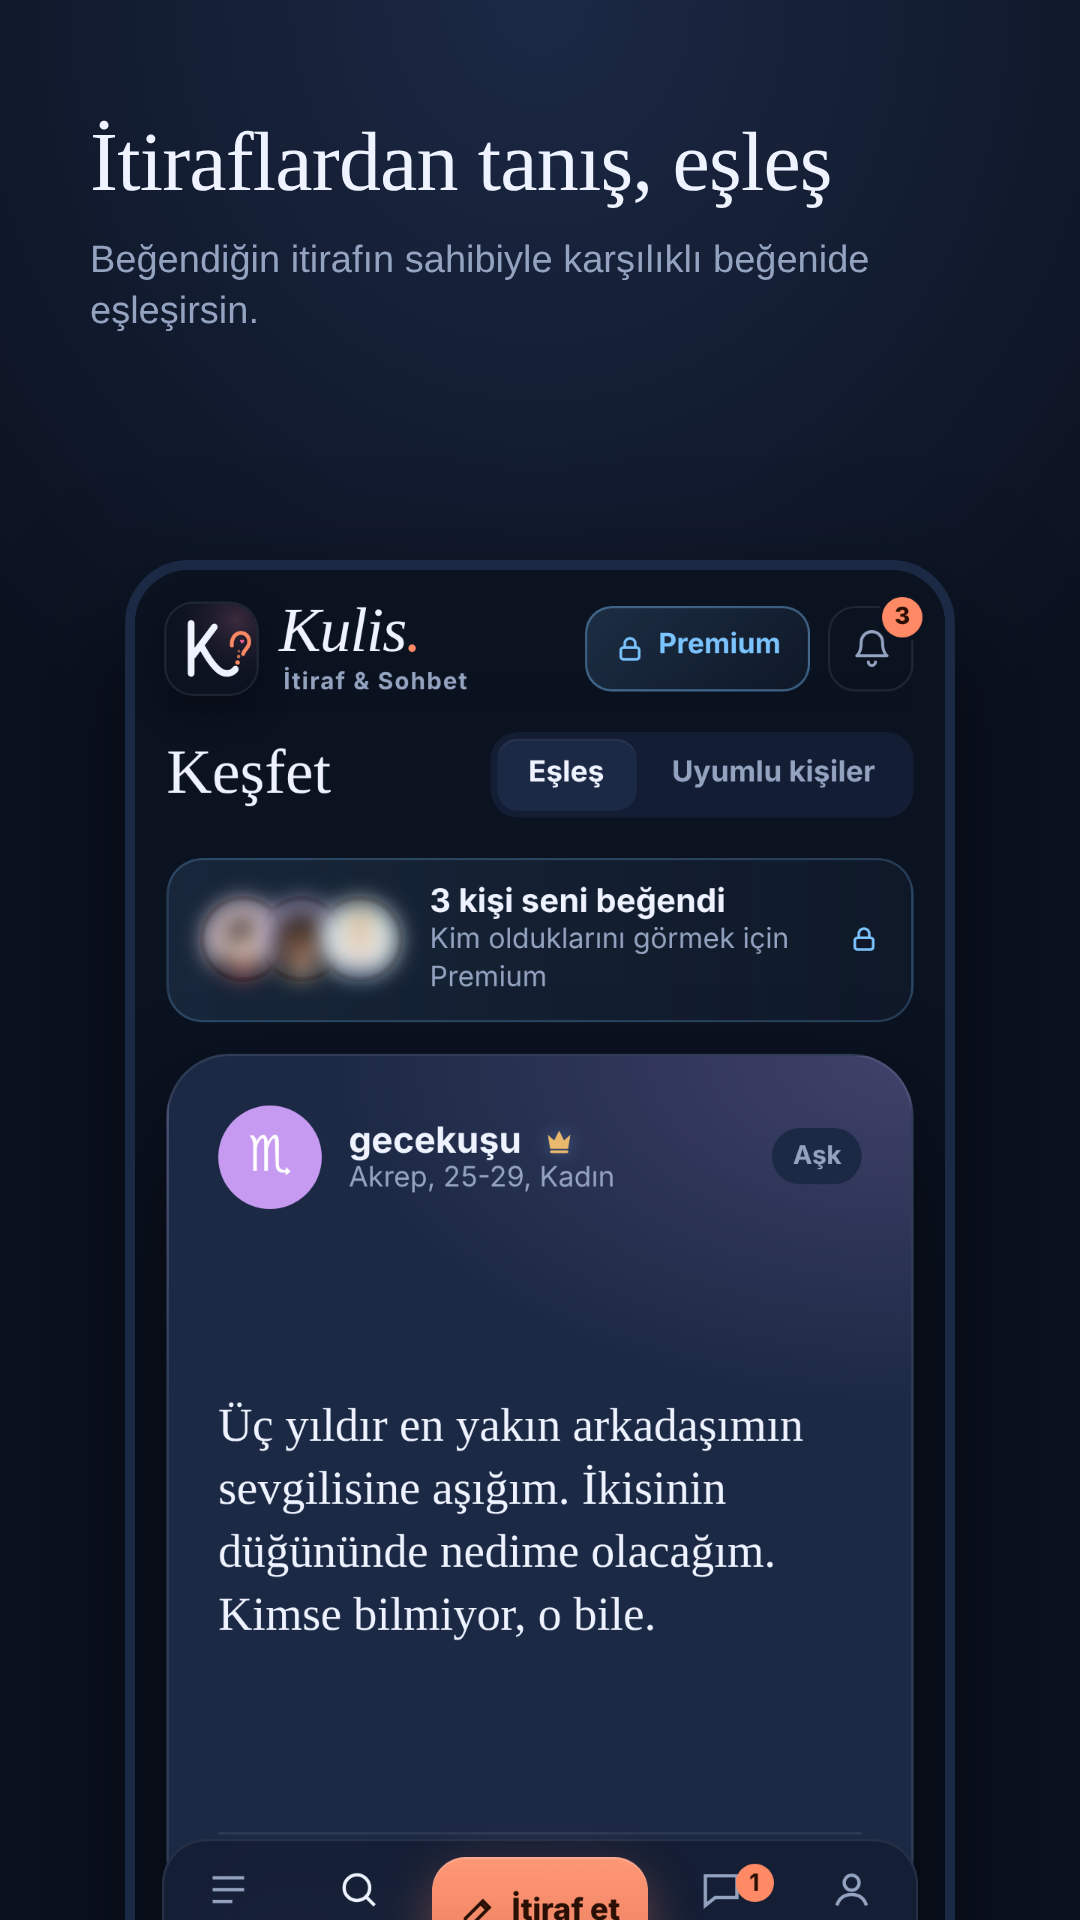 İtiraflardan tanış, eşleş
Beğendiğin itirafın sahibiyle karşılıklı beğenide
eşleşirsin.
Kulis.
İtiraf & Sohbet
Premium
3
Keşfet
Eşleş
Uyumlu kişiler
3 kişi seni beğendi
Kim olduklarını görmek için
Premium
gecekuşu
Akrep, 25-29, Kadın
Aşk
Üç yıldır en yakın arkadaşımın
sevgilisine aşığım. İkisinin
düğününde nedime olacağım.
Kimse bilmiyor, o bile.
İtiraf et
1